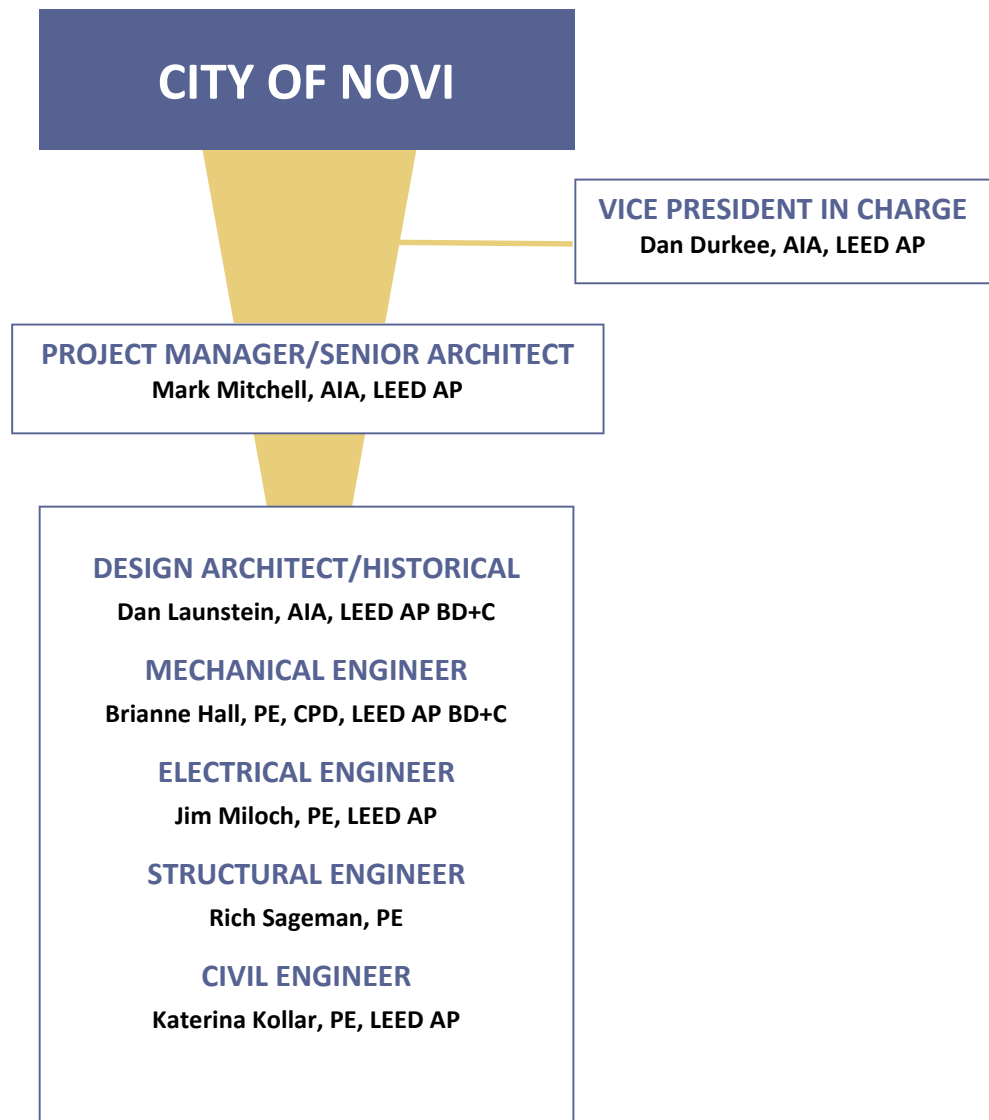 CITY OF NOVI
VICE PRESIDENT IN CHARGE
Dan Durkee, AIA, LEED AP
PROJECT MANAGER/SENIOR ARCHITECT
Mark Mitchell, AIA, LEED AP
DESIGN ARCHITECT/HISTORICAL
Dan Launstein, AIA, LEED AP BD+C
MECHANICAL ENGINEER
Brianne Hall, PE, CPD, LEED AP BD+C
ELECTRICAL ENGINEER
Jim Miloch, PE, LEED AP
STRUCTURAL ENGINEER
Rich Sageman, PE
CIVIL ENGINEER
Katerina Kollar, PE, LEED AP